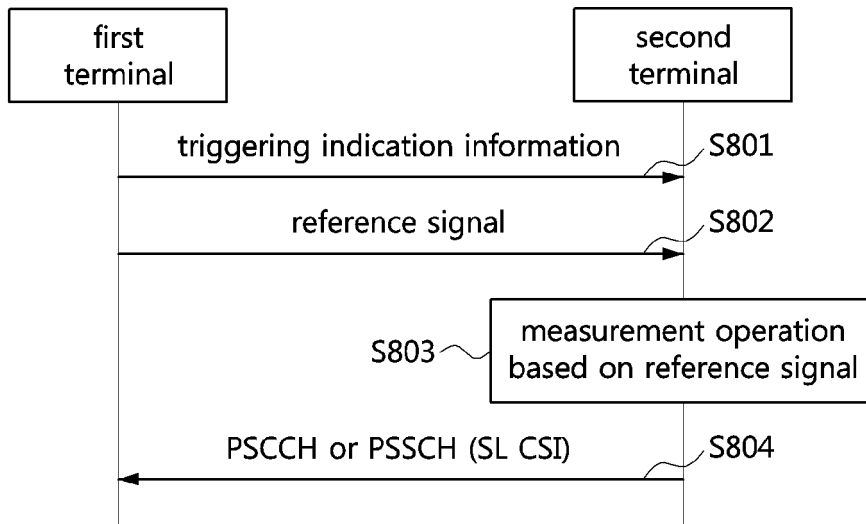 first
terminal
second
terminal
triggering indication information
S801
reference signal
S802
S803
measurement operation
based on reference signal
PSCCH or PSSCH (SL CSI)
S804